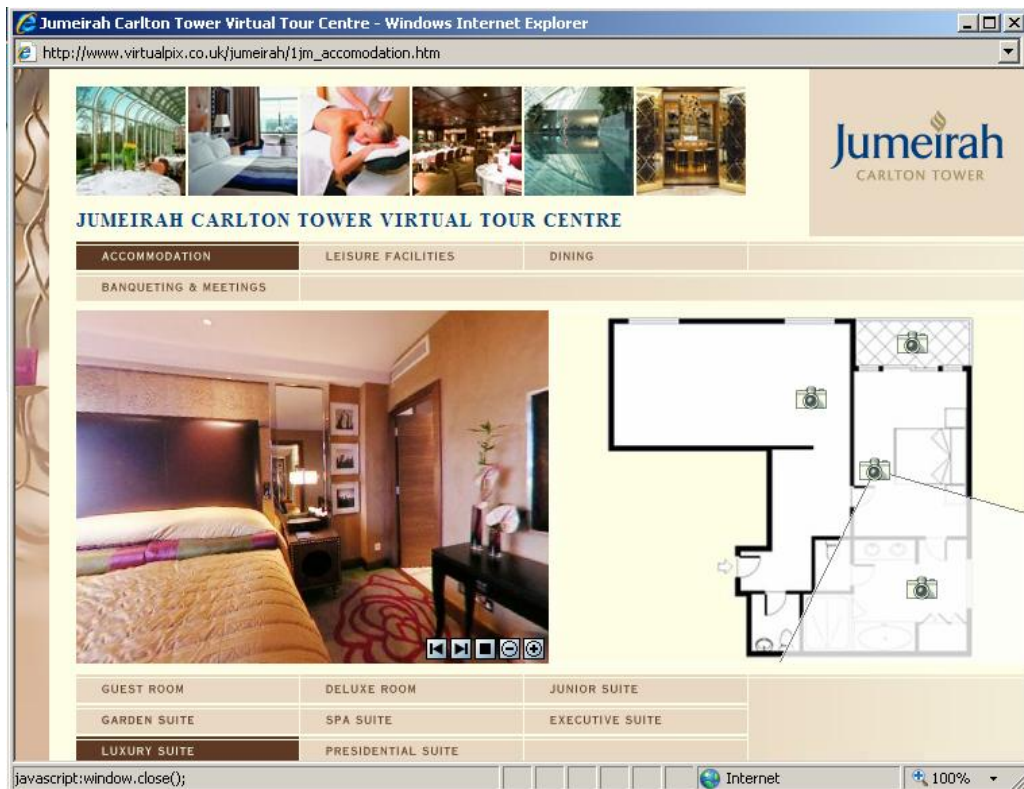 Jumeirah Carlton Tower Virtual Tour Centre - Windows Internet Explorer
http://www.virtualpix.co.uk/jumeirah/1jm_accomodation.htm
Jumeirah
CARLTON TOWER
JUMEIRAH CARLTON TOWER VIRTUAL TOUR CENTRE
ACCOMMODATION LEISURE FACILITIES DINING
BANQUETING & MEETINGS
GUEST ROOM DELUXE ROOM JUNIOR SUITE
GARDEN SUITE SPA SUITE EXECUTIVE SUITE
LUXURY SUITE PRESIDENTIAL SUITE
javascript:window.close(); Internet 100%